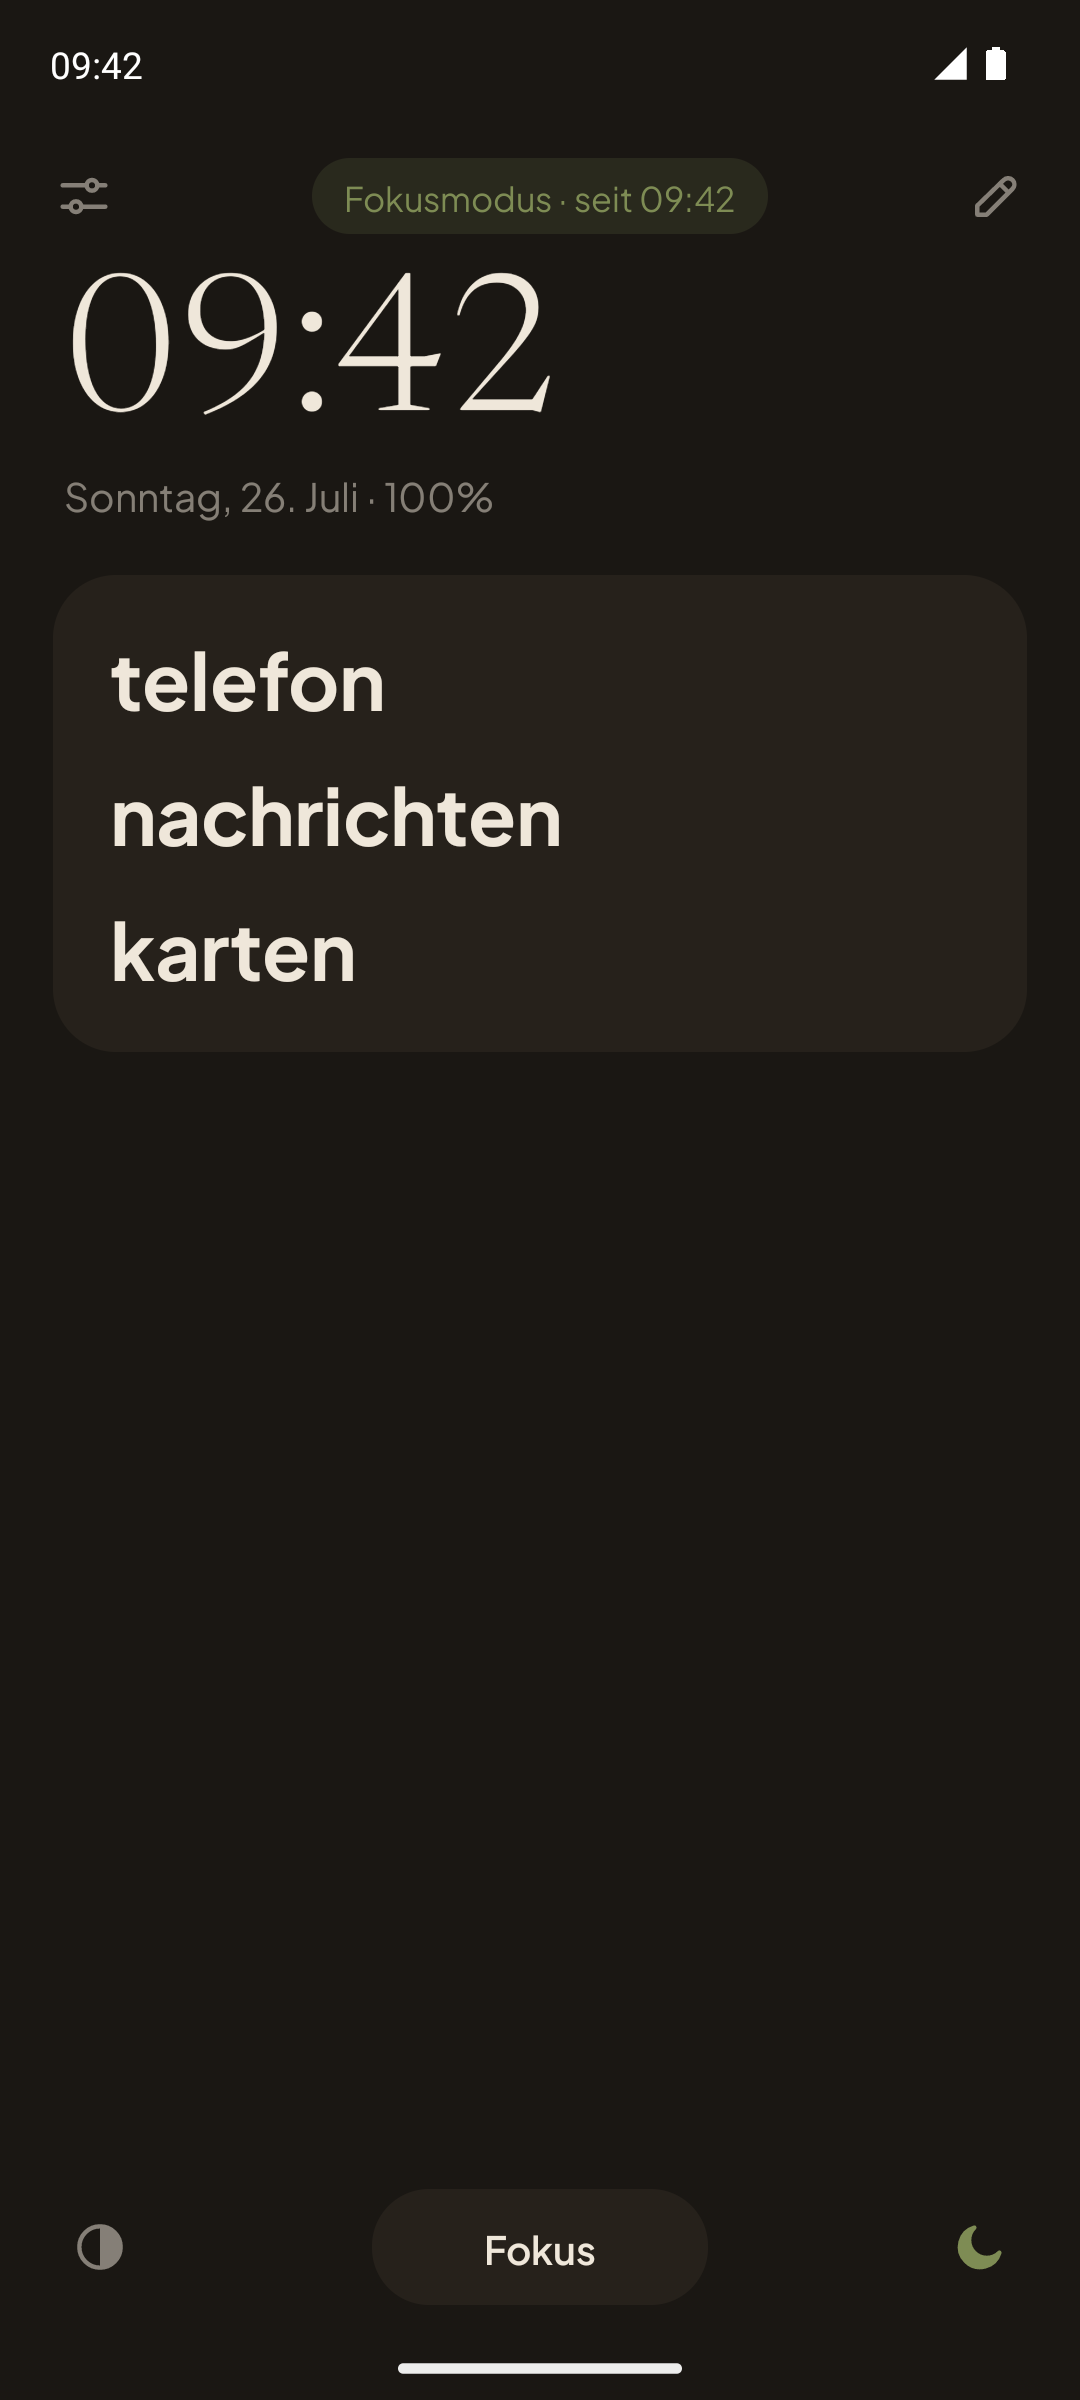 09:42
Fokusmodus · seit 09:42
09:42
Sonntag, 26. Juli · 100%
telefon
nachrichten
karten
Fokus